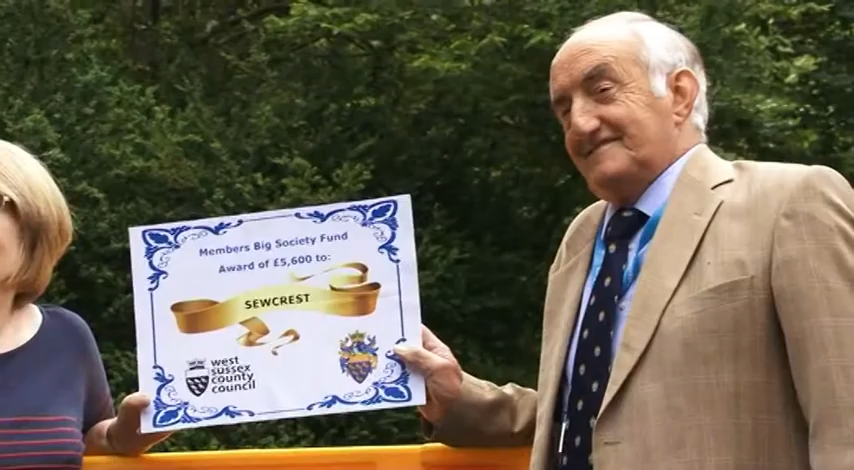 Members Big Society Fund
Award of £5,600 to:
SEWCREST
west
sussex
county
council